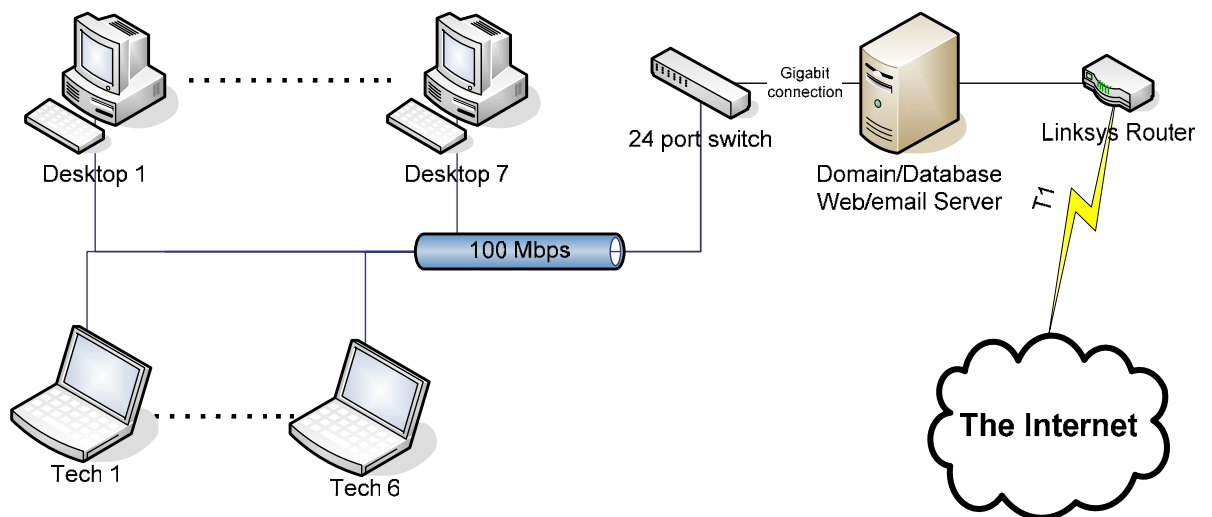 Desktop 1
Desktop 7
24 port switch
Gigabit
connection
Domain/Database
Web/email Server
Linksys Router
T1
100 Mbps
Tech 1
Tech 6
The Internet